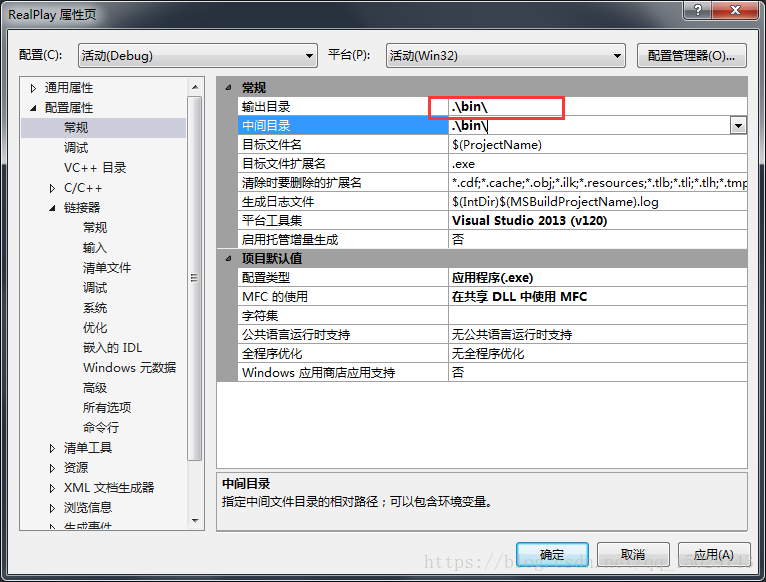 RealPlay 属性页
配置(C): 活动(Debug) 平台(P): 活动(Win32) 配置管理器(O)...
通用属性
配置属性
常规
调试
VC++ 目录
C/C++
链接器
常规
输入
清单文件
调试
系统
优化
嵌入的 IDL
Windows 元数据
高级
所有选项
命令行
清单工具
资源
XML 文档生成器
浏览信息
生成事件
常规
输出目录 .\bin\
中间目录 .\bin\
目标文件名 $(ProjectName)
目标文件扩展名 .exe
清除时要删除的扩展名 *.cdf;*.cache;*.obj;*.ilk;*.resources;*.tlb;*.tli;*.tlh;*.tmp
生成日志文件 $(IntDir)$(MSBuildProjectName).log
平台工具集 Visual Studio 2013 (v120)
启用托管增量生成 否
项目默认值
配置类型 应用程序(.exe)
MFC 的使用 在共享 DLL 中使用 MFC
字符集
公共语言运行时支持 无公共语言运行时支持
全程序优化 无全程序优化
Windows 应用商店应用支持 否
中间目录
指定中间文件目录的相对路径；可以包含环境变量。
确定 取消 应用(A)